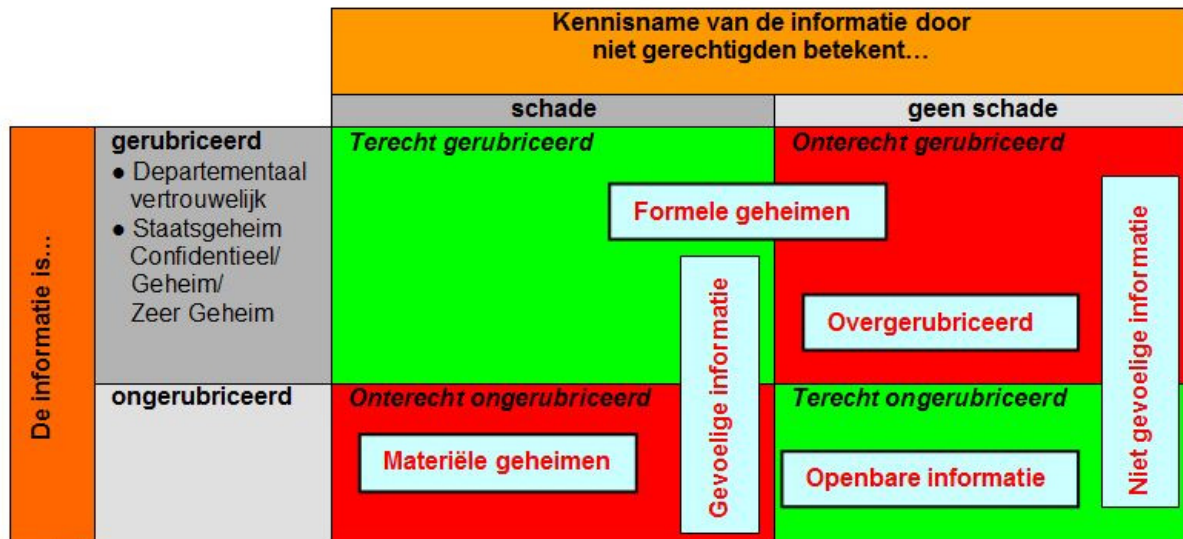 Kennisname van de informatie door
niet gerechtigden betekent...
schade
geen schade
De informatie is...
gerubriceerd
● Departementaal
vertrouwelijk
● Staatsgeheim
Confidentieel/
Geheim/
Zeer Geheim
Terecht gerubriceerd
Onterecht gerubriceerd
Formele geheimen
Overgerubriceerd
Gevoelige informatie
Niet gevoelige informatie
ongerubriceerd
Onterecht ongerubriceerd
Terecht ongerubriceerd
Materiële geheimen
Openbare informatie